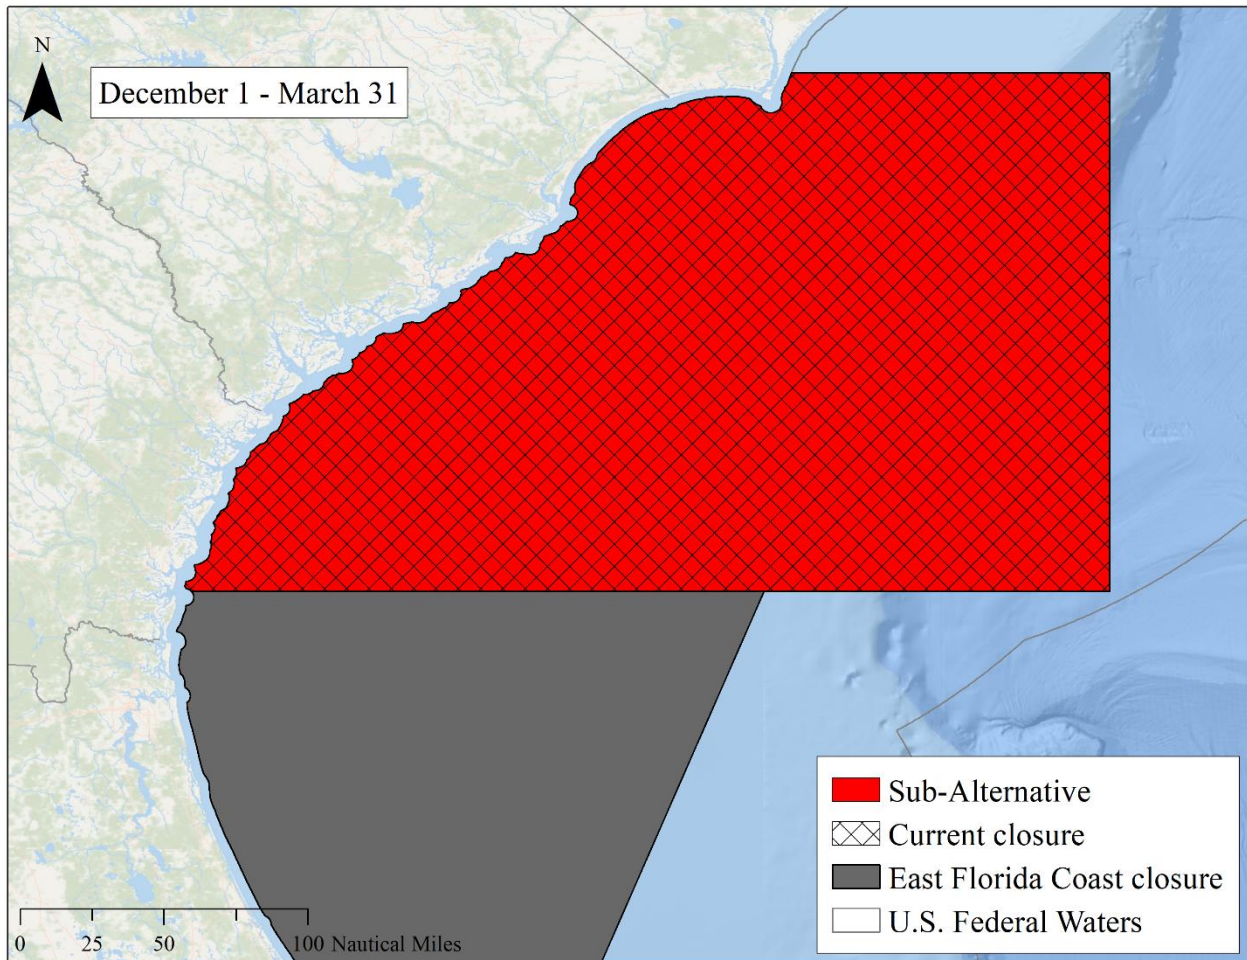 N
December 1 - March 31
Sub-Alternative
Current closure
East Florida Coast closure
U.S. Federal Waters
0 25 50 100 Nautical Miles